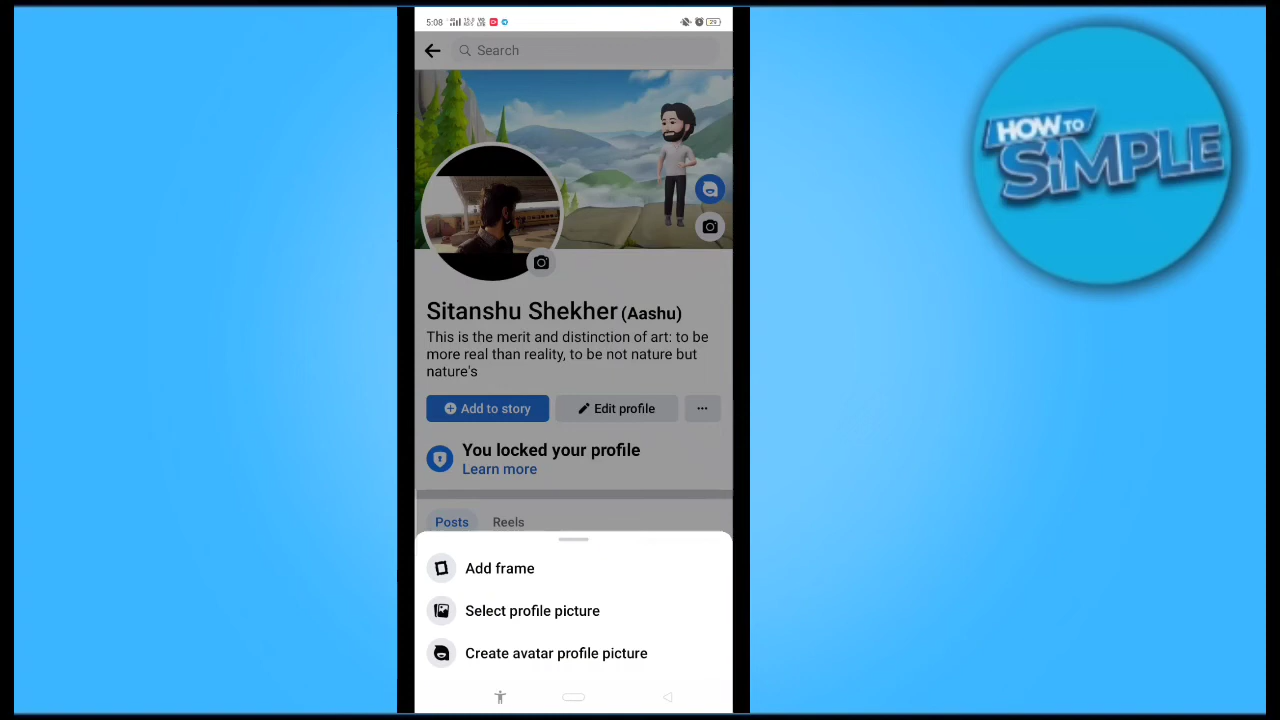 5:08
29
Search
HOW TO
SIMPLE
Sitanshu Shekher (Aashu)
This is the merit and distinction of art: to be
more real than reality, to be not nature but
nature's
Add to story
Edit profile
You locked your profile
Learn more
Posts
Reels
Add frame
Select profile picture
Create avatar profile picture